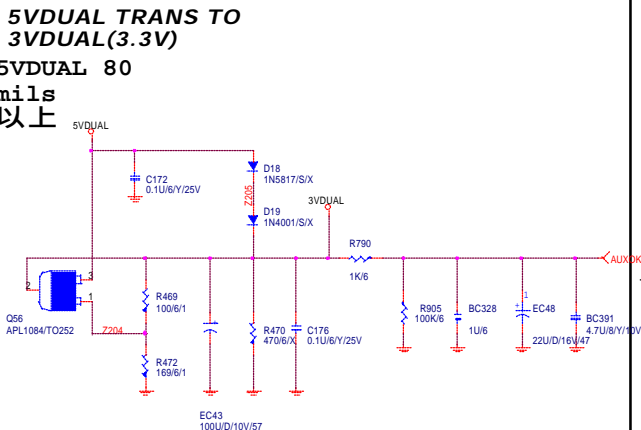 5VDUAL TRANS TO
3VDUAL(3.3V)
5VDUAL 80
mils
以上
5VDUAL
C172
0.1U/6/Y/25V
D18
1N5817/S/X
Z205
D19
1N4001/S/X
3VDUAL
R790
1K/6
AUXOK
2
3
1
Q56
APL1084/TO252
Z204
R469
100/6/1
R472
169/6/1
+
EC43
100U/D/10V/57
R470
470/6/X
C176
0.1U/6/Y/25V
R905
100K/6
BC328
1U/6
+
1
EC48
22U/D/16V/47
BC391
4.7U/8/Y/10V